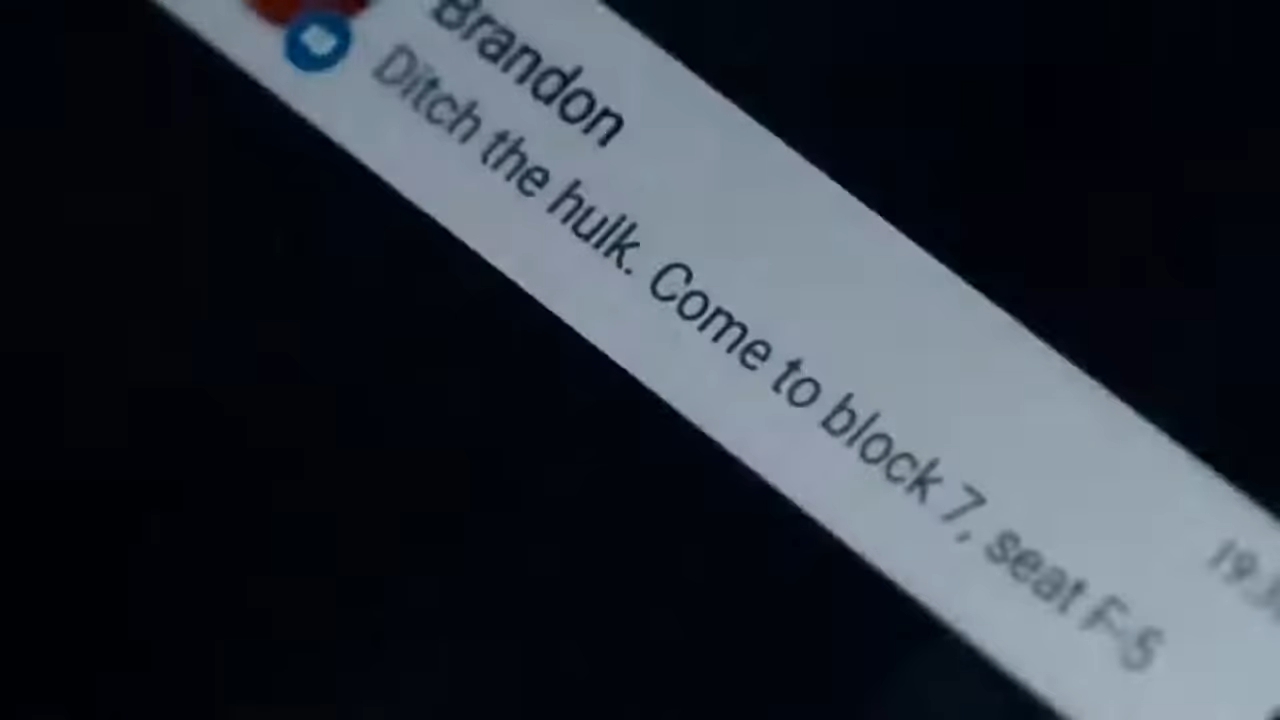 Brandon
Ditch the hulk. Come to block 7, seat F-5